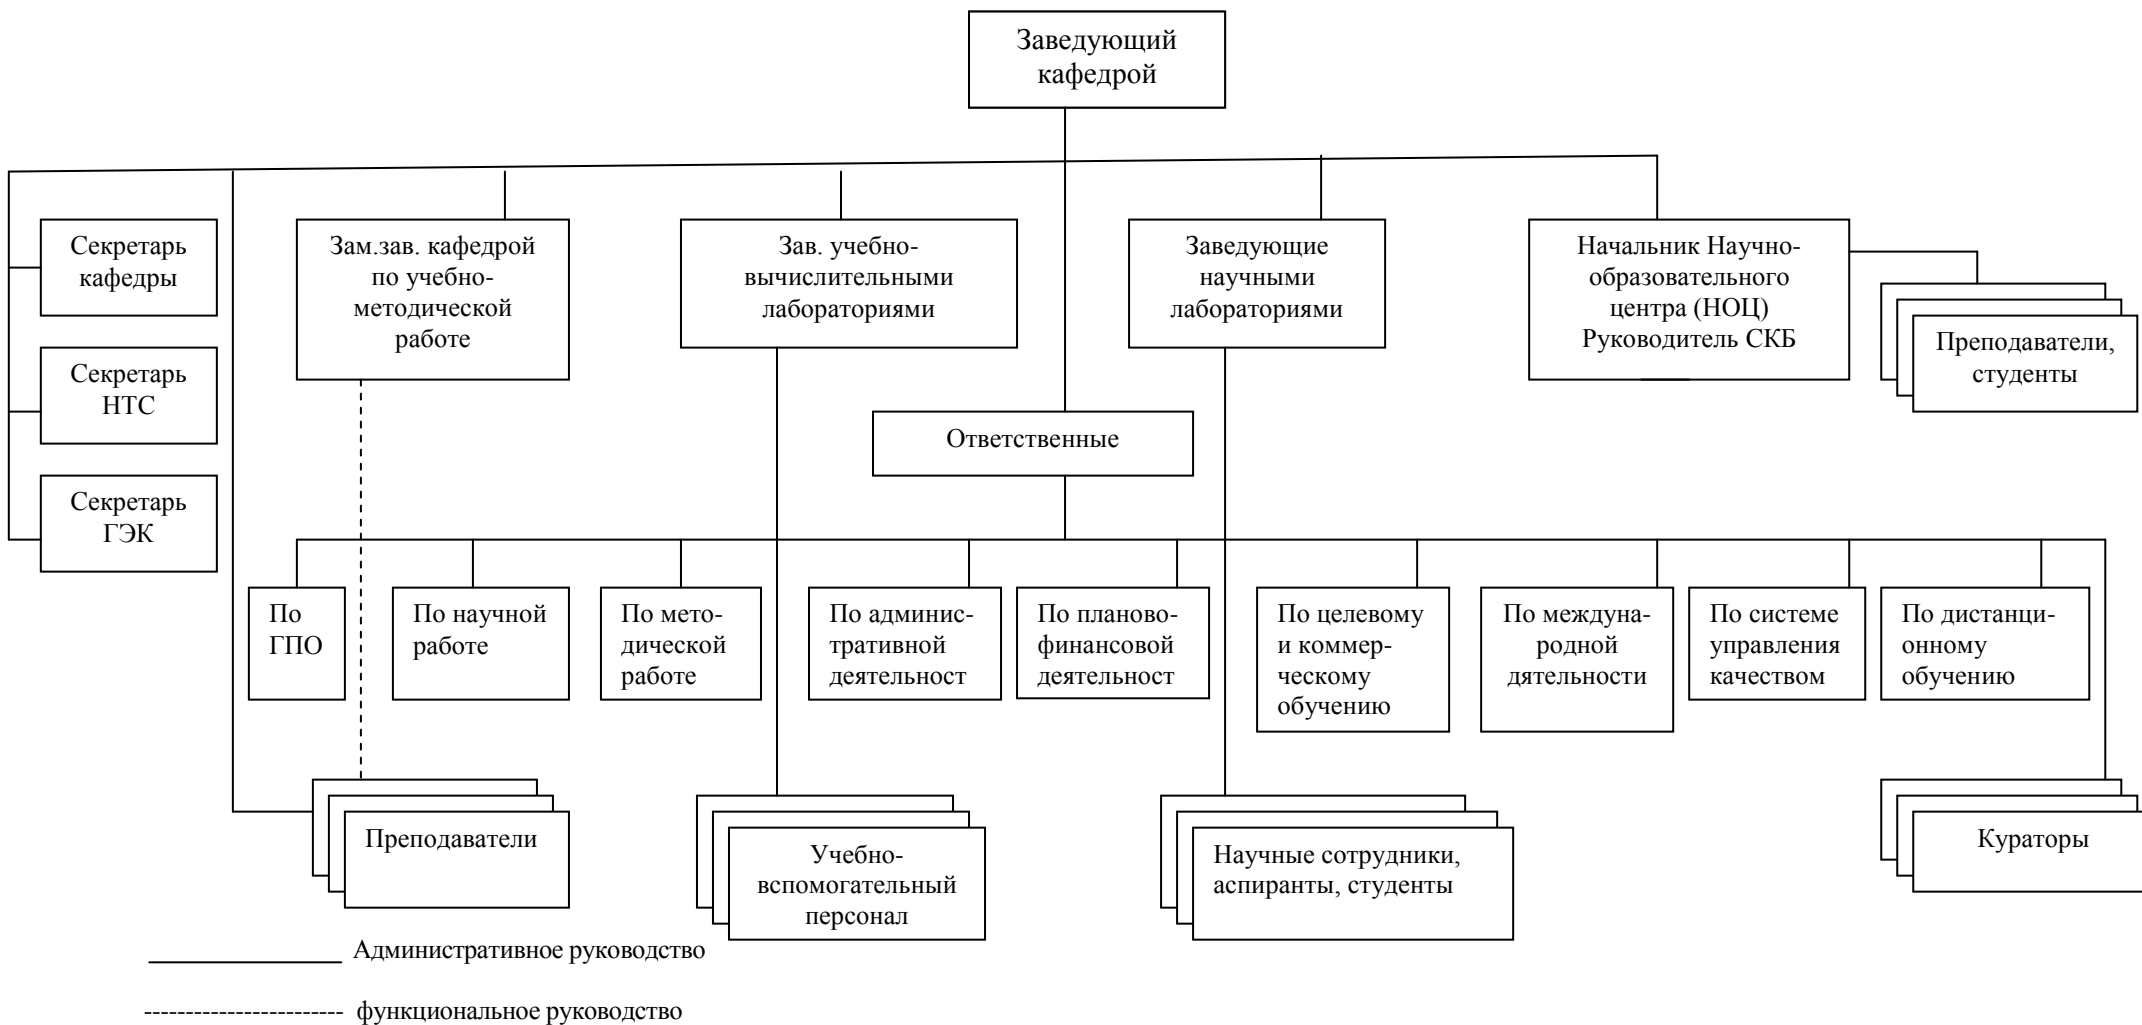 Заведующий
кафедрой
Секретарь
кафедры
Зам.зав. кафедрой
по учебно-
методической
работе
Зав. учебно-
вычислительными
лабораториями
Заведующие
научными
лабораториями
Начальник Научно-
образовательного
центра (НОЦ)
Руководитель СКБ
Преподаватели,
студенты
Секретарь
НТС
Секретарь
ГЭК
Ответственные
По
ГПО
По научной
работе
По мето-
дической
работе
По админис-
тративной
деятельност
По планово-
финансовой
деятельност
По целевому
и коммер-
ческому
обучению
По междуна-
родной
дятельности
По системе
управления
качеством
По дистанци-
онному
обучению
Преподаватели
Учебно-
вспомогательный
персонал
Научные сотрудники,
аспиранты, студенты
Кураторы
Административное руководство
функциональное руководство